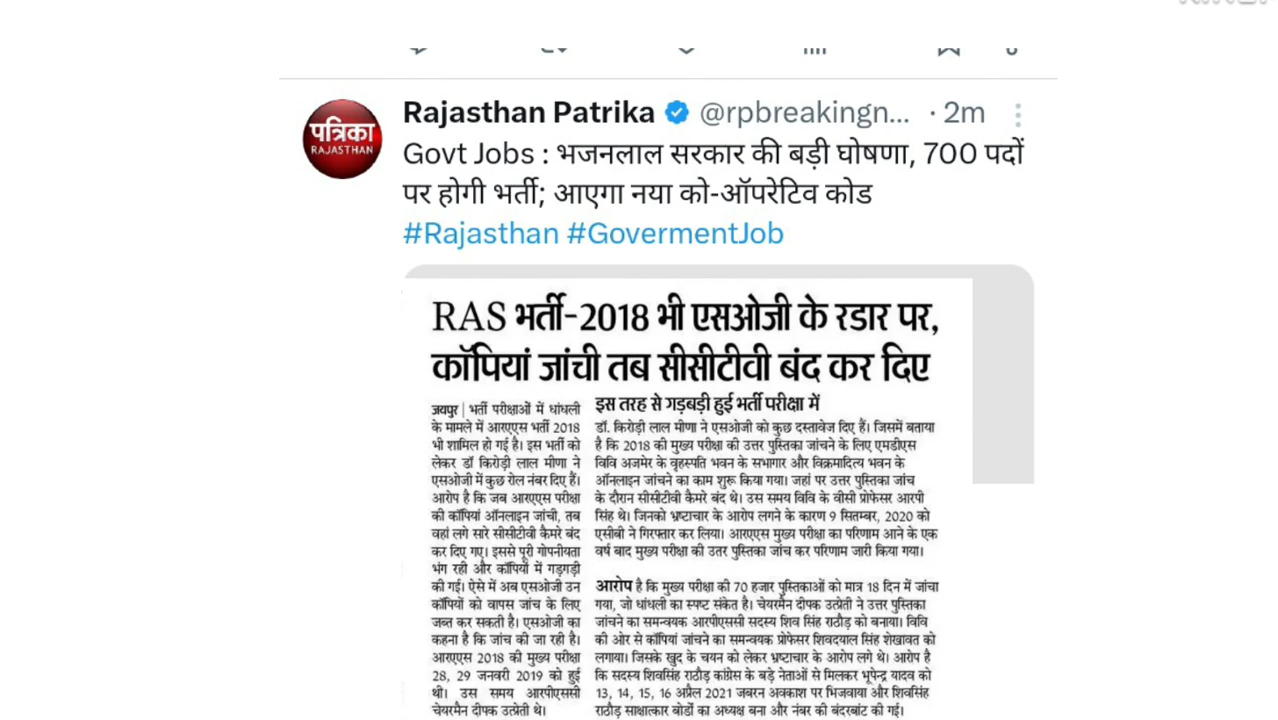 पत्रिका
RAJASTHAN
Rajasthan Patrika @rpbreakingn... · 2m
Govt Jobs : भजनलाल सरकार की बड़ी घोषणा, 700 पदों
पर होगी भर्ती; आएगा नया को-ऑपरेटिव कोड
#Rajasthan #GovermentJob
RAS भर्ती-2018 भी एसओजी के रडार पर,
कॉपियां जांची तब सीसीटीवी बंद कर दिए
जयपुर | भर्ती परीक्षाओं में धांधली
के मामले में आरएएस भर्ती 2018
भी शामिल हो गई है। इस भर्ती को
लेकर डॉ किरोड़ी लाल मीणा ने
एसओजी में कुछ रोल नंबर दिए हैं।
आरोप है कि जब आरएएस परीक्षा
की कॉपियां ऑनलाइन जांची, तब
वहां लगे सारे सीसीटीवी कैमरे बंद
कर दिए गए। इससे पूरी गोपनीयता
भंग रही और कॉपियों में गड़गड़ी
की गई। ऐसे में अब एसओजी उन
कॉपियों को वापस जांच के लिए
जब्त कर सकती है। एसओजी का
कहना है कि जांच की जा रही है।
आरएएस 2018 की मुख्य परीक्षा
28, 29 जनवरी 2019 को हुई
थी। उस समय आरपीएससी
चेयरमैन दीपक उत्प्रेती थे।
इस तरह से गड़बड़ी हुई भर्ती परीक्षा में
डॉ. किरोड़ी लाल मीणा ने एसओजी को कुछ दस्तावेज दिए हैं। जिसमें बताया
है कि 2018 की मुख्य परीक्षा की उत्तर पुस्तिका जांचने के लिए एमडीएस
विवि अजमेर के वृहस्पति भवन के सभागार और विक्रमादित्य भवन के
ऑनलाइन जांचने का काम शुरू किया गया। जहां पर उत्तर पुस्तिका जांच
के दौरान सीसीटीवी कैमरे बंद थे। उस समय विवि के वीसी प्रोफेसर आरपी
सिंह थे। जिनको भ्रष्टाचार के आरोप लगने के कारण 9 सितम्बर, 2020 को
एसीबी ने गिरफ्तार कर लिया। आरएएस मुख्य परीक्षा का परिणाम आने के एक
वर्ष बाद मुख्य परीक्षा की उतर पुस्तिका जांच कर परिणाम जारी किया गया।
आरोप है कि मुख्य परीक्षा की 70 हजार पुस्तिकाओं को मात्र 18 दिन में जांचा
गया, जो धांधली का स्पष्ट संकेत है। चेयरमैन दीपक उत्प्रेती ने उत्तर पुस्तिका
जांचने का समन्वयक आरपीएससी सदस्य शिव सिंह राठौड़ को बनाया। विवि
की ओर से कॉपियां जांचने का समन्वयक प्रोफेसर शिवदयाल सिंह शेखावत को
लगाया। जिसके खुद के चयन को लेकर भ्रष्टाचार के आरोप लगे थे। आरोप है
कि सदस्य शिवसिंह राठौड़ कांग्रेस के बड़े नेताओं से मिलकर भूपेन्द्र यादव को
13, 14, 15, 16 अप्रैल 2021 जबरन अवकाश पर भिजवाया और शिवसिंह
राठौड़ साक्षात्कार बोर्डों का अध्यक्ष बना और नंबर की बंदरबांट की गई।